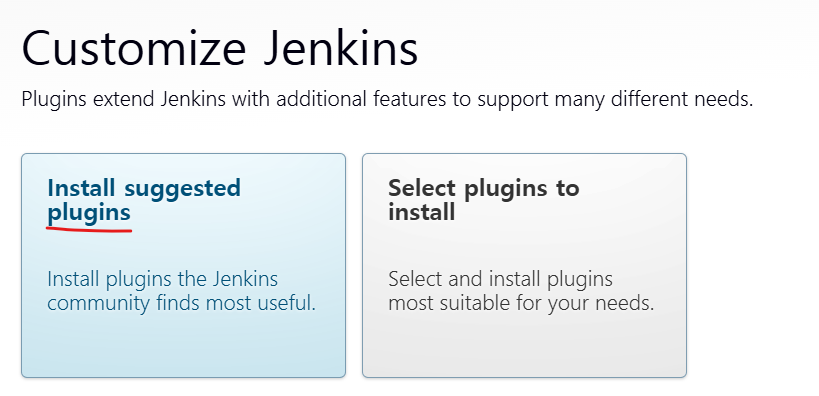 Customize Jenkins
Plugins extend Jenkins with additional features to support many different needs.
Install suggested
plugins
Install plugins the Jenkins
community finds most useful.
Select plugins to
install
Select and install plugins
most suitable for your needs.